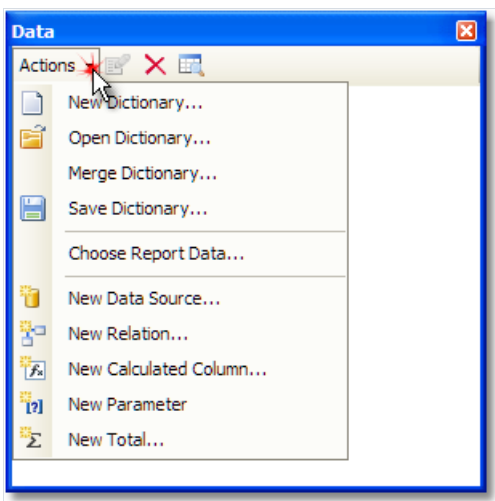 Data
Actions
New Dictionary...
Open Dictionary...
Merge Dictionary...
Save Dictionary...
Choose Report Data...
New Data Source...
New Relation...
New Calculated Column...
New Parameter
New Total...